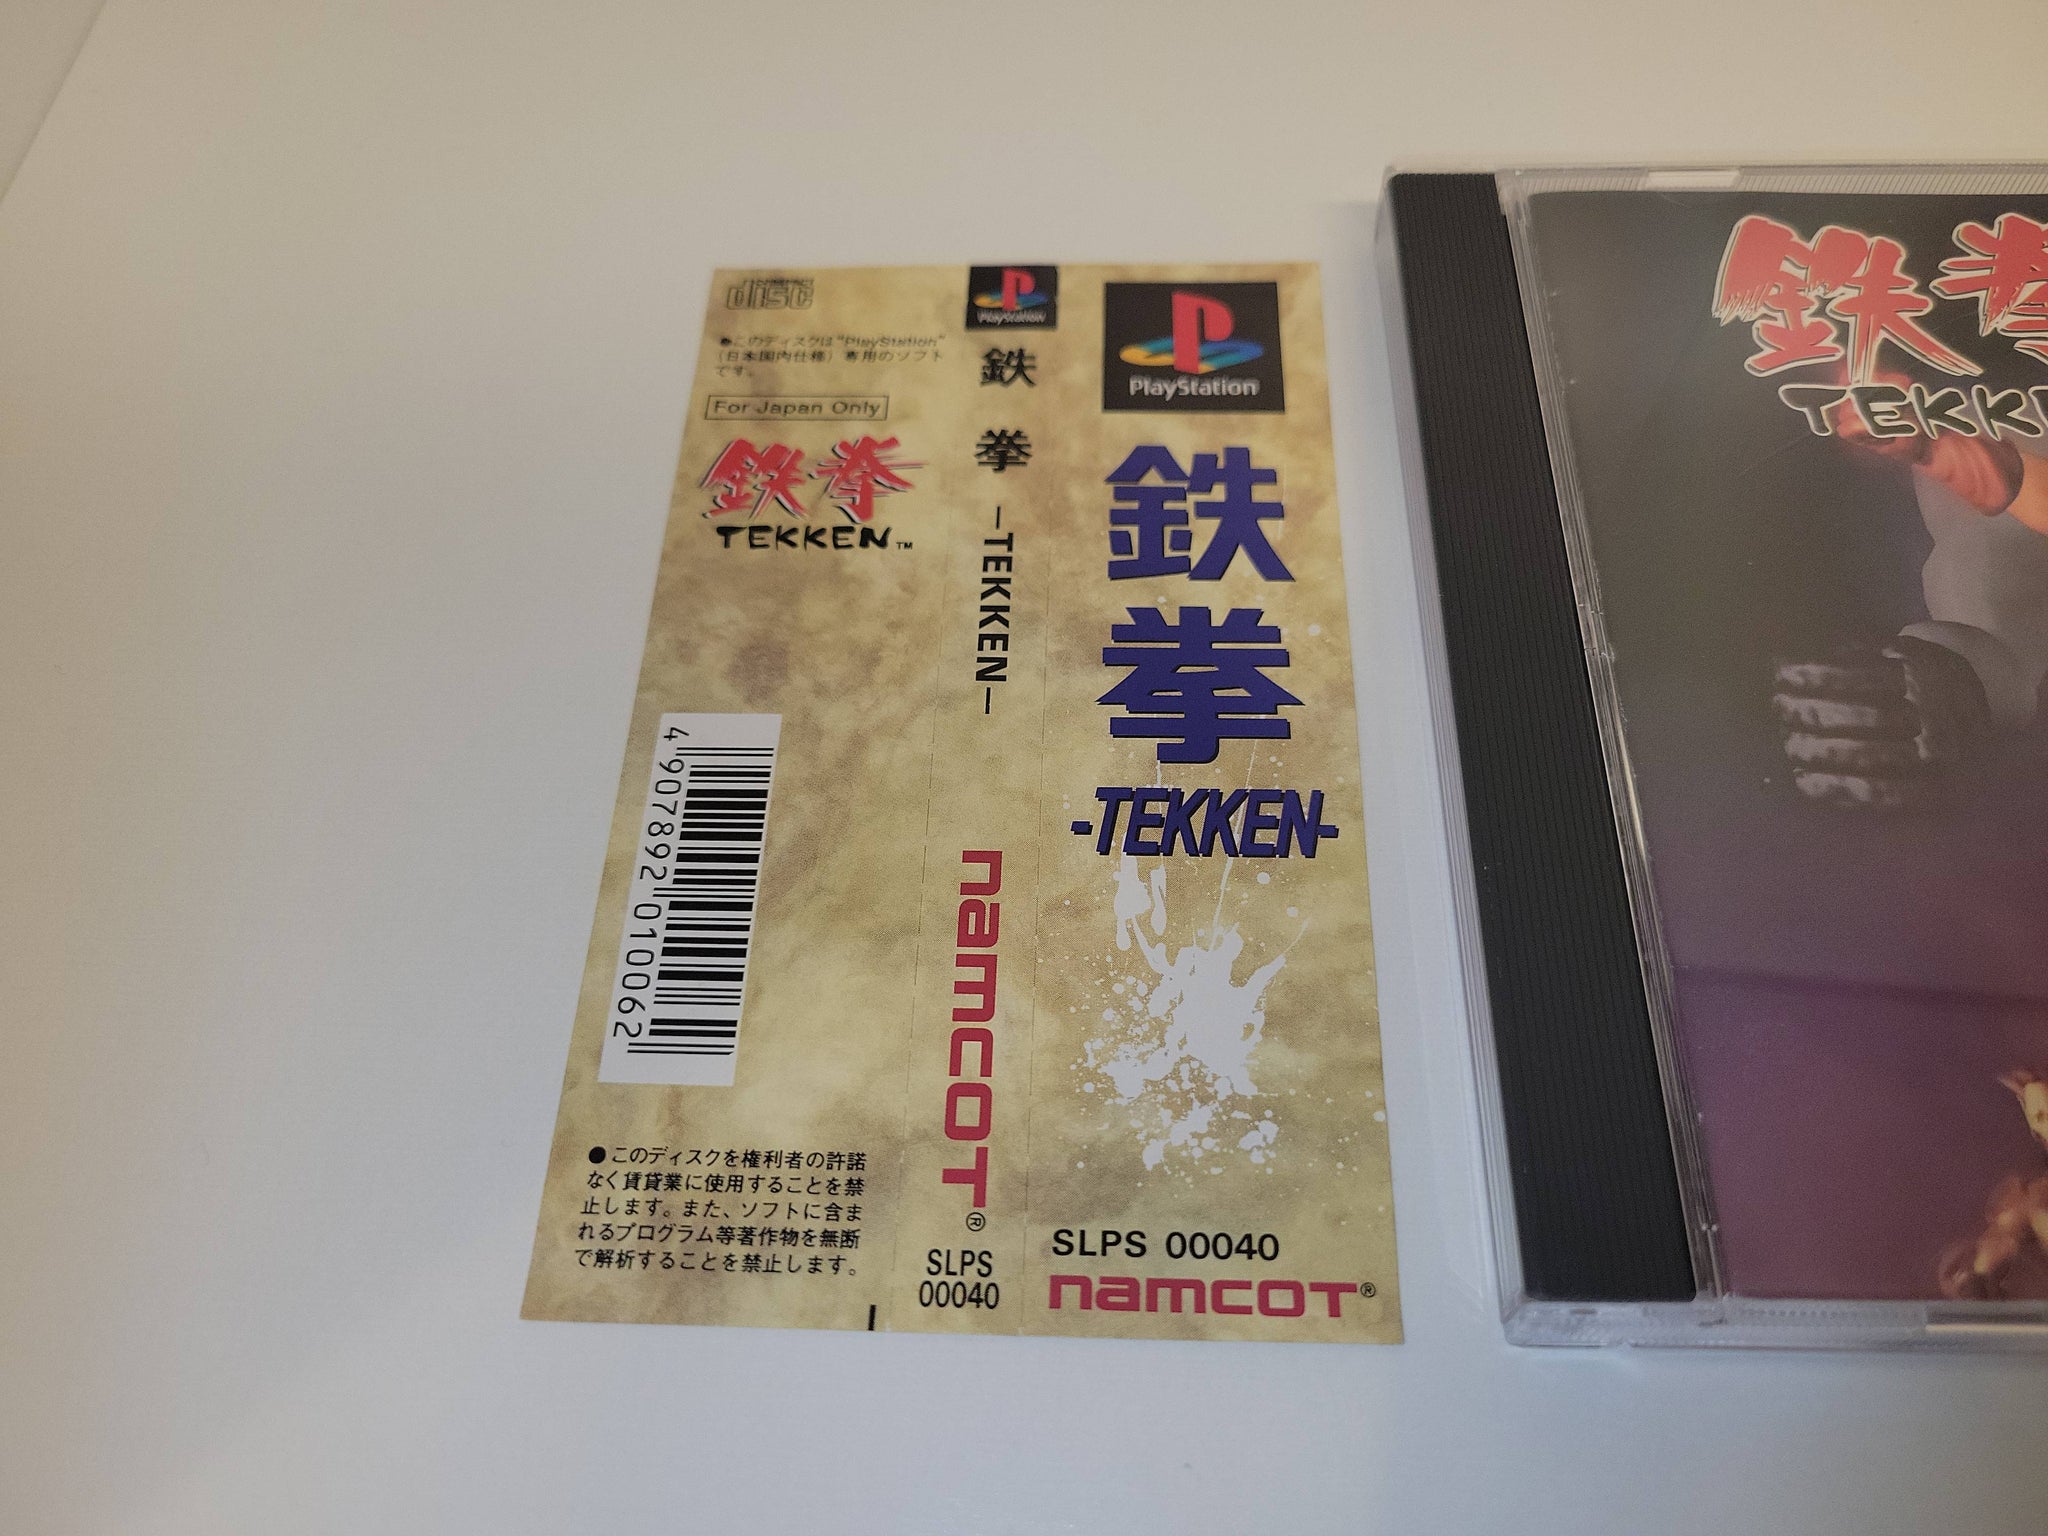 disc
●このディスクは"PlayStation"
(日本国内仕様)専用のソフト
です。
For Japan Only
鉄拳
TEKKEN™
4 907892 010062
●このディスクを権利者の許諾
なく賃貸業に使用することを禁
止します。また、ソフトに含ま
れるプログラム等著作物を無断
で解析することを禁止します。
PlayStation
鉄拳
-TEKKEN-
namcot®
SLPS
00040
PlayStation
鉄拳
-TEKKEN-
SLPS 00040
namcot®
鉄拳
TEKK